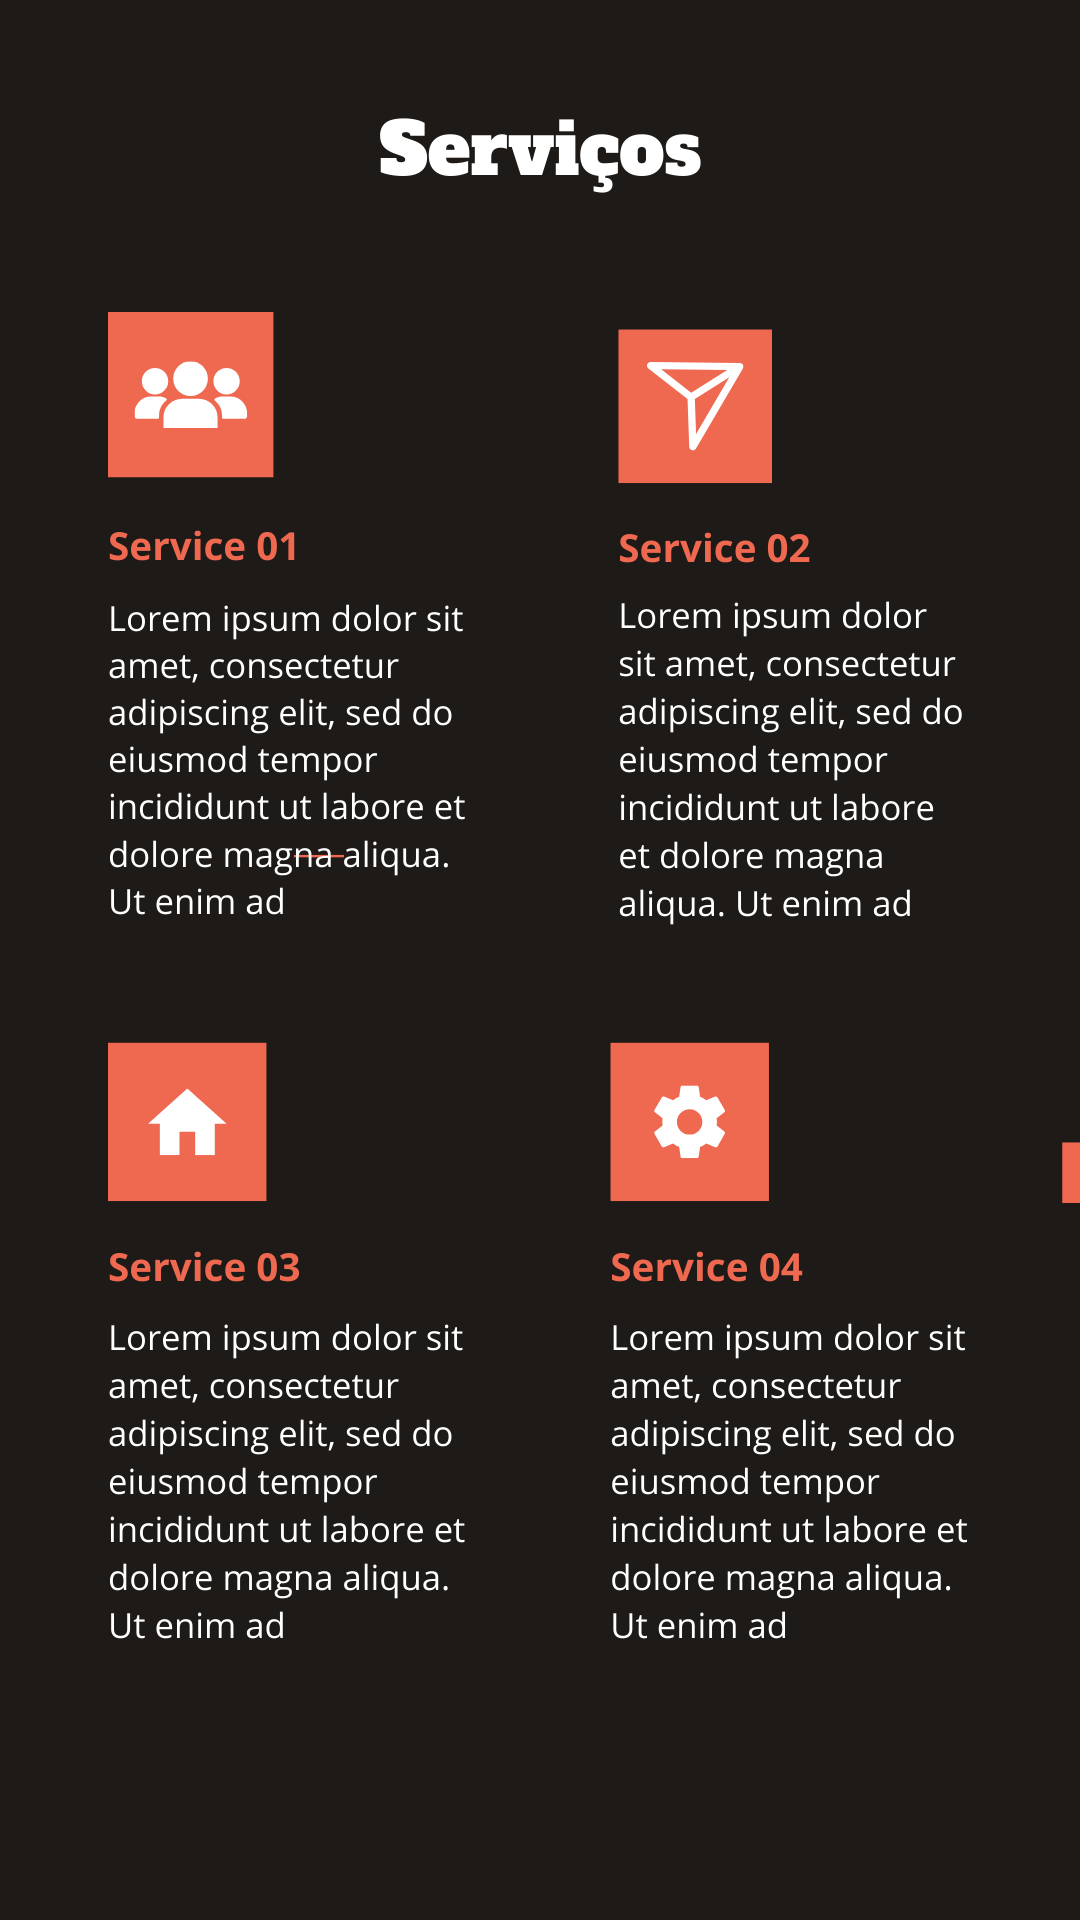 Serviços
Service 01
Lorem ipsum dolor sit
amet, consectetur
adipiscing elit, sed do
eiusmod tempor
incididunt ut labore et
dolore magna aliqua.
Ut enim ad
Service 02
Lorem ipsum dolor
sit amet, consectetur
adipiscing elit, sed do
eiusmod tempor
incididunt ut labore
et dolore magna
aliqua. Ut enim ad
Service 03
Lorem ipsum dolor sit
amet, consectetur
adipiscing elit, sed do
eiusmod tempor
incididunt ut labore et
dolore magna aliqua.
Ut enim ad
Service 04
Lorem ipsum dolor sit
amet, consectetur
adipiscing elit, sed do
eiusmod tempor
incididunt ut labore et
dolore magna aliqua.
Ut enim ad